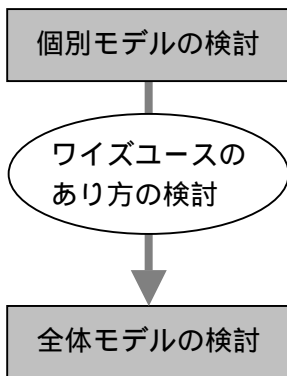 個別モデルの検討
ワイズユースの
あり方の検討
全体モデルの検討